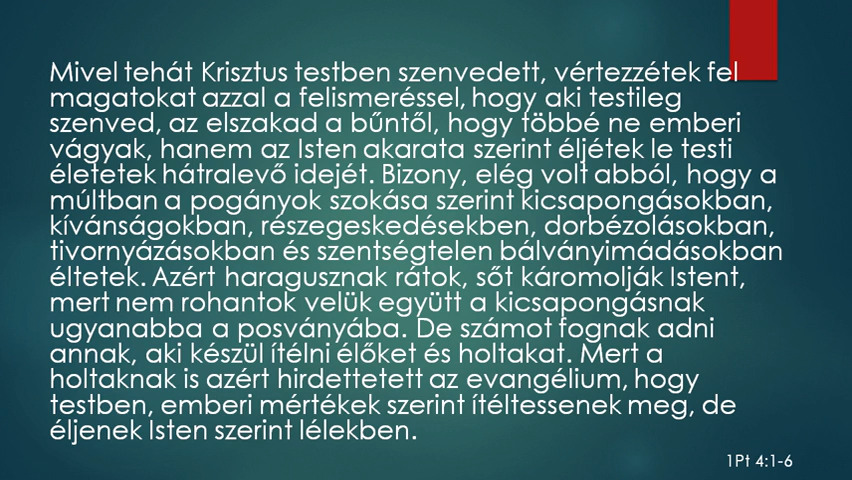 Mivel tehát Krisztus testben szenvedett, vértezzétek fel
magatokat azzal a felismeréssel, hogy aki testileg
szenved, az elszakad a bűntől, hogy többé ne emberi
vágyak, hanem az Isten akarata szerint éljétek le testi
életetek hátralevő idejét. Bizony, elég volt abból, hogy a
múltban a pogányok szokása szerint kicsapongásokban,
kívánságokban, részegeskedésekben, dorbézolásokban,
tivornyázásokban és szentségtelen bálványimádásokban
éltetek. Azért haragusznak rátok, sőt káromolják Istent,
mert nem rohantok velük együtt a kicsapongásnak
ugyanabba a posványába. De számot fognak adni
annak, aki készül ítélni élőket és holtakat. Mert a
holtaknak is azért hirdettetett az evangélium, hogy
testben, emberi mértékek szerint ítéltessenek meg, de
éljenek Isten szerint lélekben.
1Pt 4:1-6